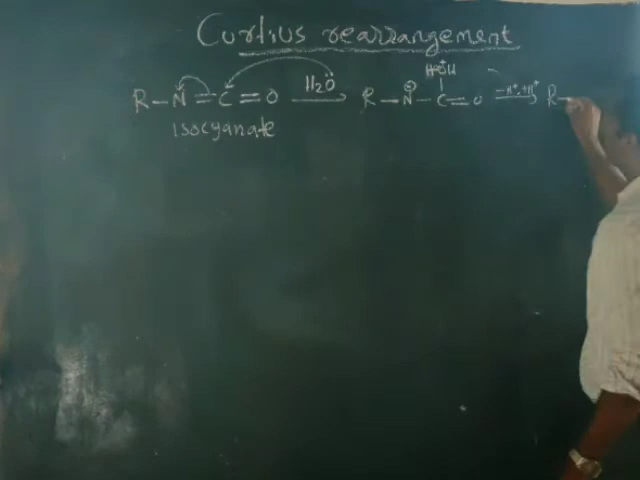 Curtius rearrangement
R-N=C=O H₂Ö R-N-C=O -H⁺,+H⁺ R-
isocyanate